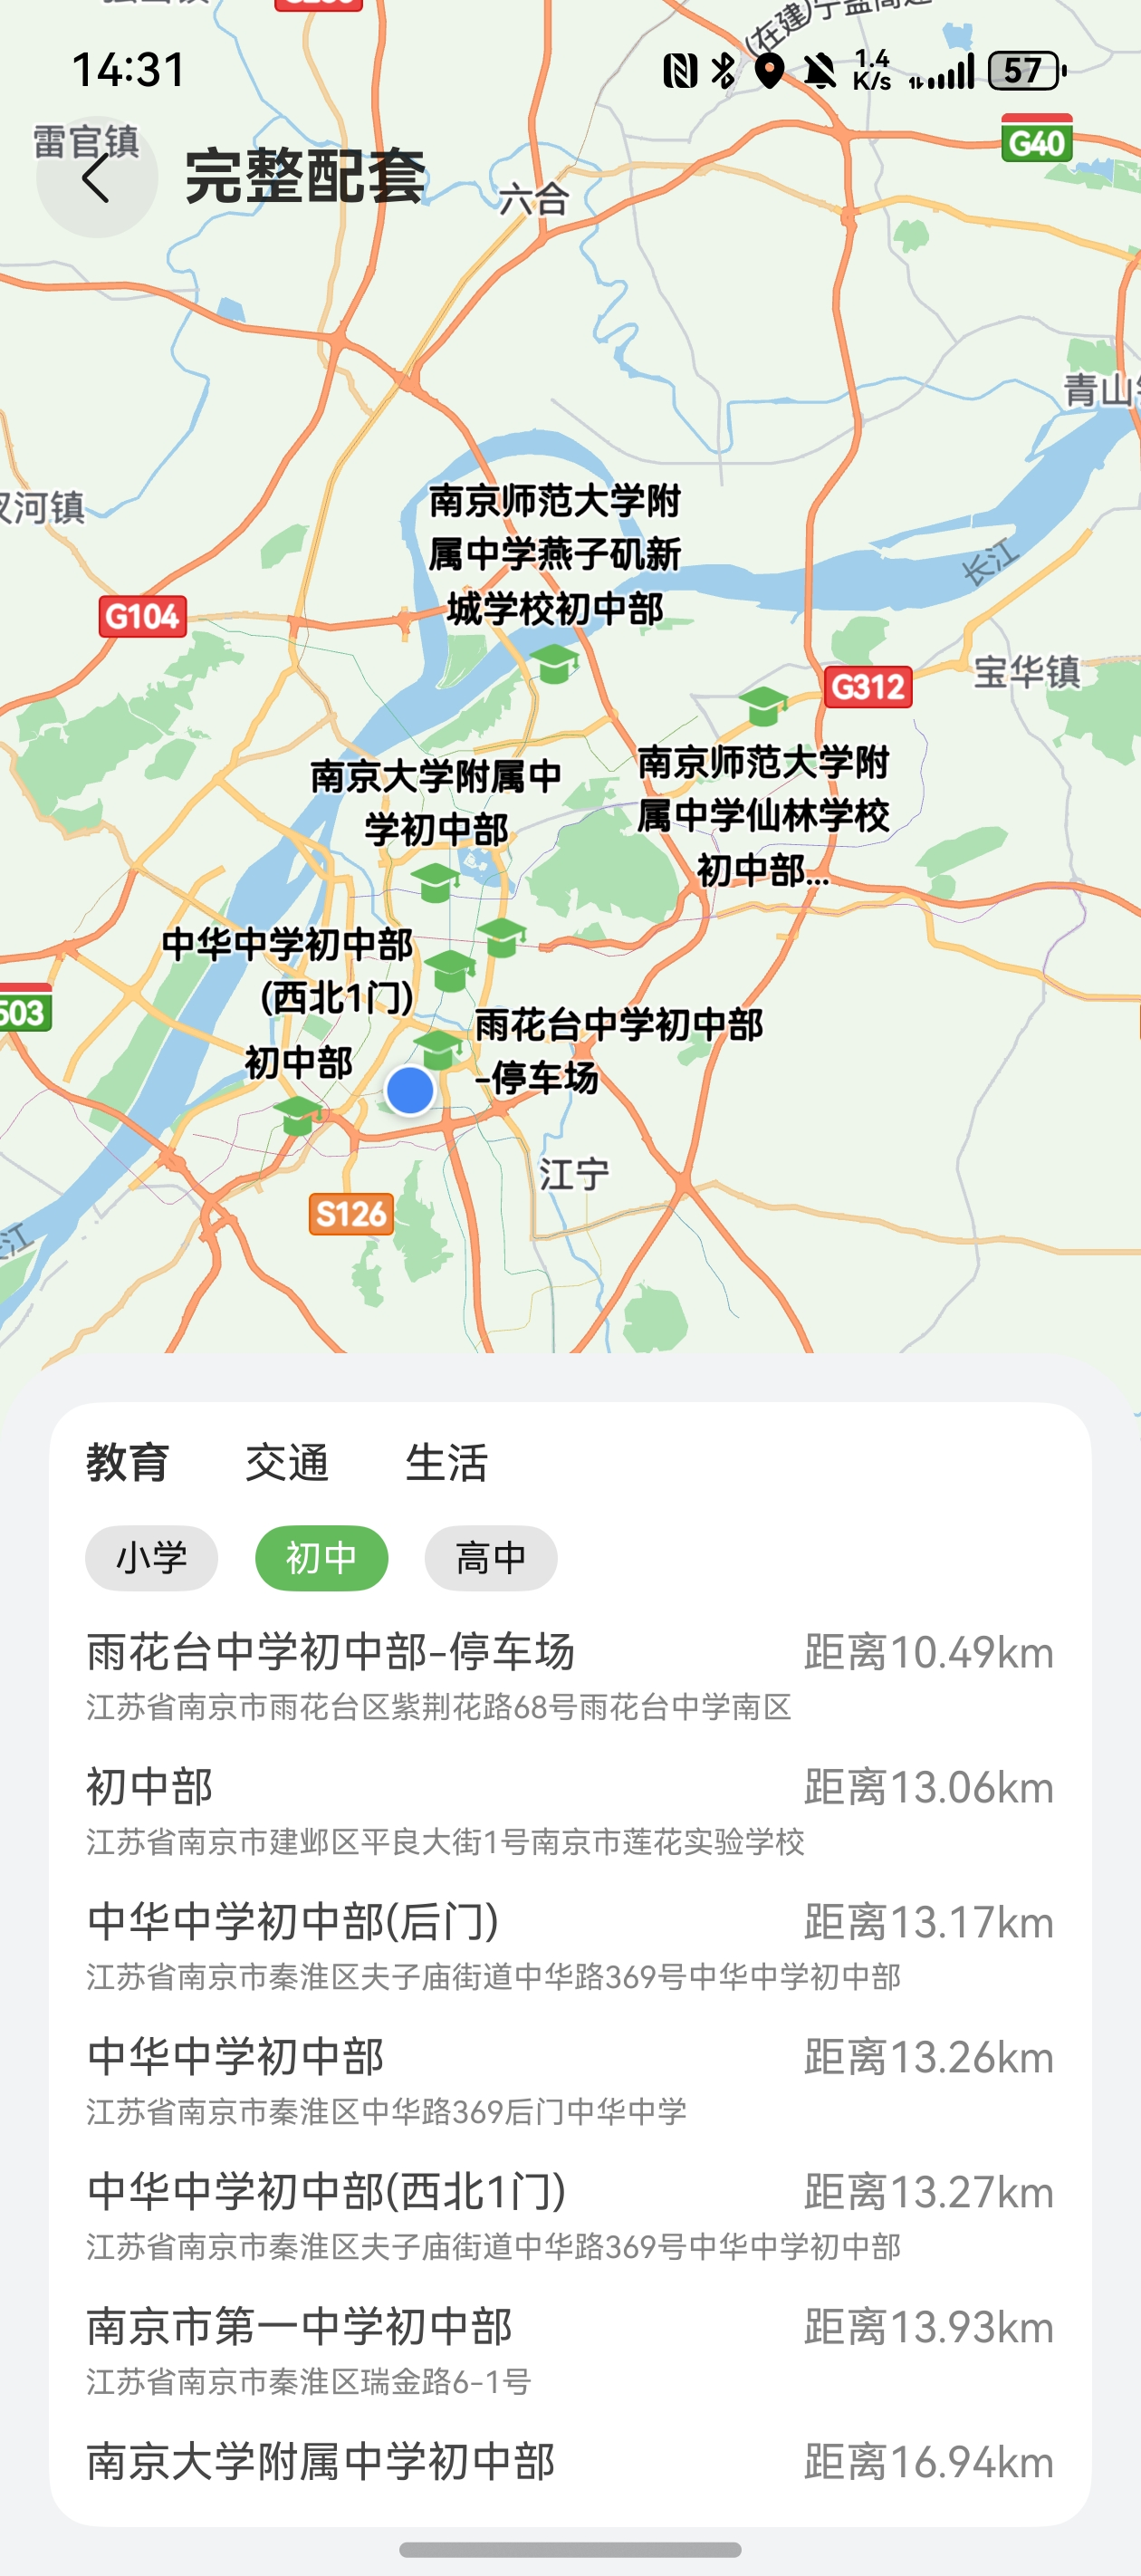 (在建)宁盐高速
14:31
1.4
K/s
57
G40
雷官镇
完整配套
六合
青山
汊河镇
南京师范大学附
属中学燕子矶新
城学校初中部
长江
G104
G312
宝华镇
南京大学附属中
学初中部
南京师范大学附
属中学仙林学校
初中部...
中华中学初中部
(西北1门)
503
雨花台中学初中部
-停车场
初中部
江宁
S126
长江
教育 交通 生活
小学 初中 高中
雨花台中学初中部-停车场 距离10.49km
江苏省南京市雨花台区紫荆花路68号雨花台中学南区
初中部 距离13.06km
江苏省南京市建邺区平良大街1号南京市莲花实验学校
中华中学初中部(后门) 距离13.17km
江苏省南京市秦淮区夫子庙街道中华路369号中华中学初中部
中华中学初中部 距离13.26km
江苏省南京市秦淮区中华路369后门中华中学
中华中学初中部(西北1门) 距离13.27km
江苏省南京市秦淮区夫子庙街道中华路369号中华中学初中部
南京市第一中学初中部 距离13.93km
江苏省南京市秦淮区瑞金路6-1号
南京大学附属中学初中部 距离16.94km